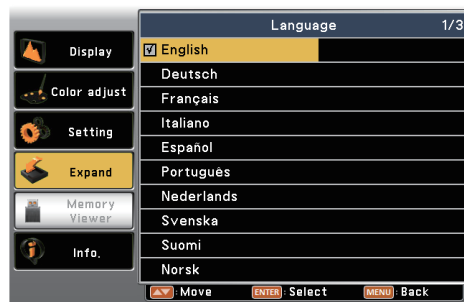 Language 1/3
Display
Color adjust
Setting
Expand
Memory
Viewer
Info.
English
Deutsch
Français
Italiano
Español
Português
Nederlands
Svenska
Suomi
Norsk
:Move ENTER:Select MENU:Back